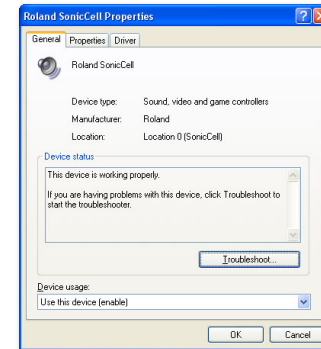 Roland SonicCell Properties
General Properties Driver
Roland SonicCell
Device type: Sound, video and game controllers
Manufacturer: Roland
Location: Location 0 (SonicCell)
Device status
This device is working properly.
If you are having problems with this device, click Troubleshoot to
start the troubleshooter.
Troubleshoot...
Device usage:
Use this device (enable)
OK Cancel